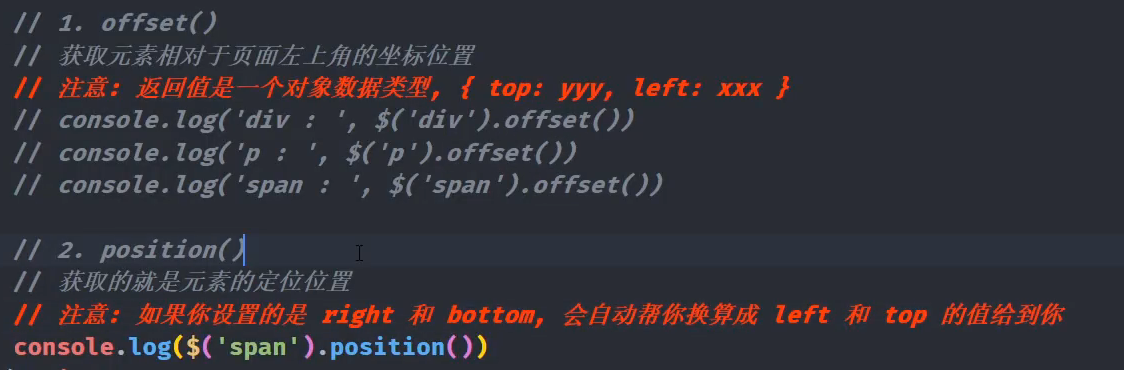 // 1. offset()
// 获取元素相对于页面左上角的坐标位置
// 注意: 返回值是一个对象数据类型, { top: yyy, left: xxx }
// console.log('div : ', $('div').offset())
// console.log('p : ', $('p').offset())
// console.log('span : ', $('span').offset())
// 2. position()
// 获取的就是元素的定位位置
// 注意: 如果你设置的是 right 和 bottom, 会自动帮你换算成 left 和 top 的值给到你
console.log($('span').position())